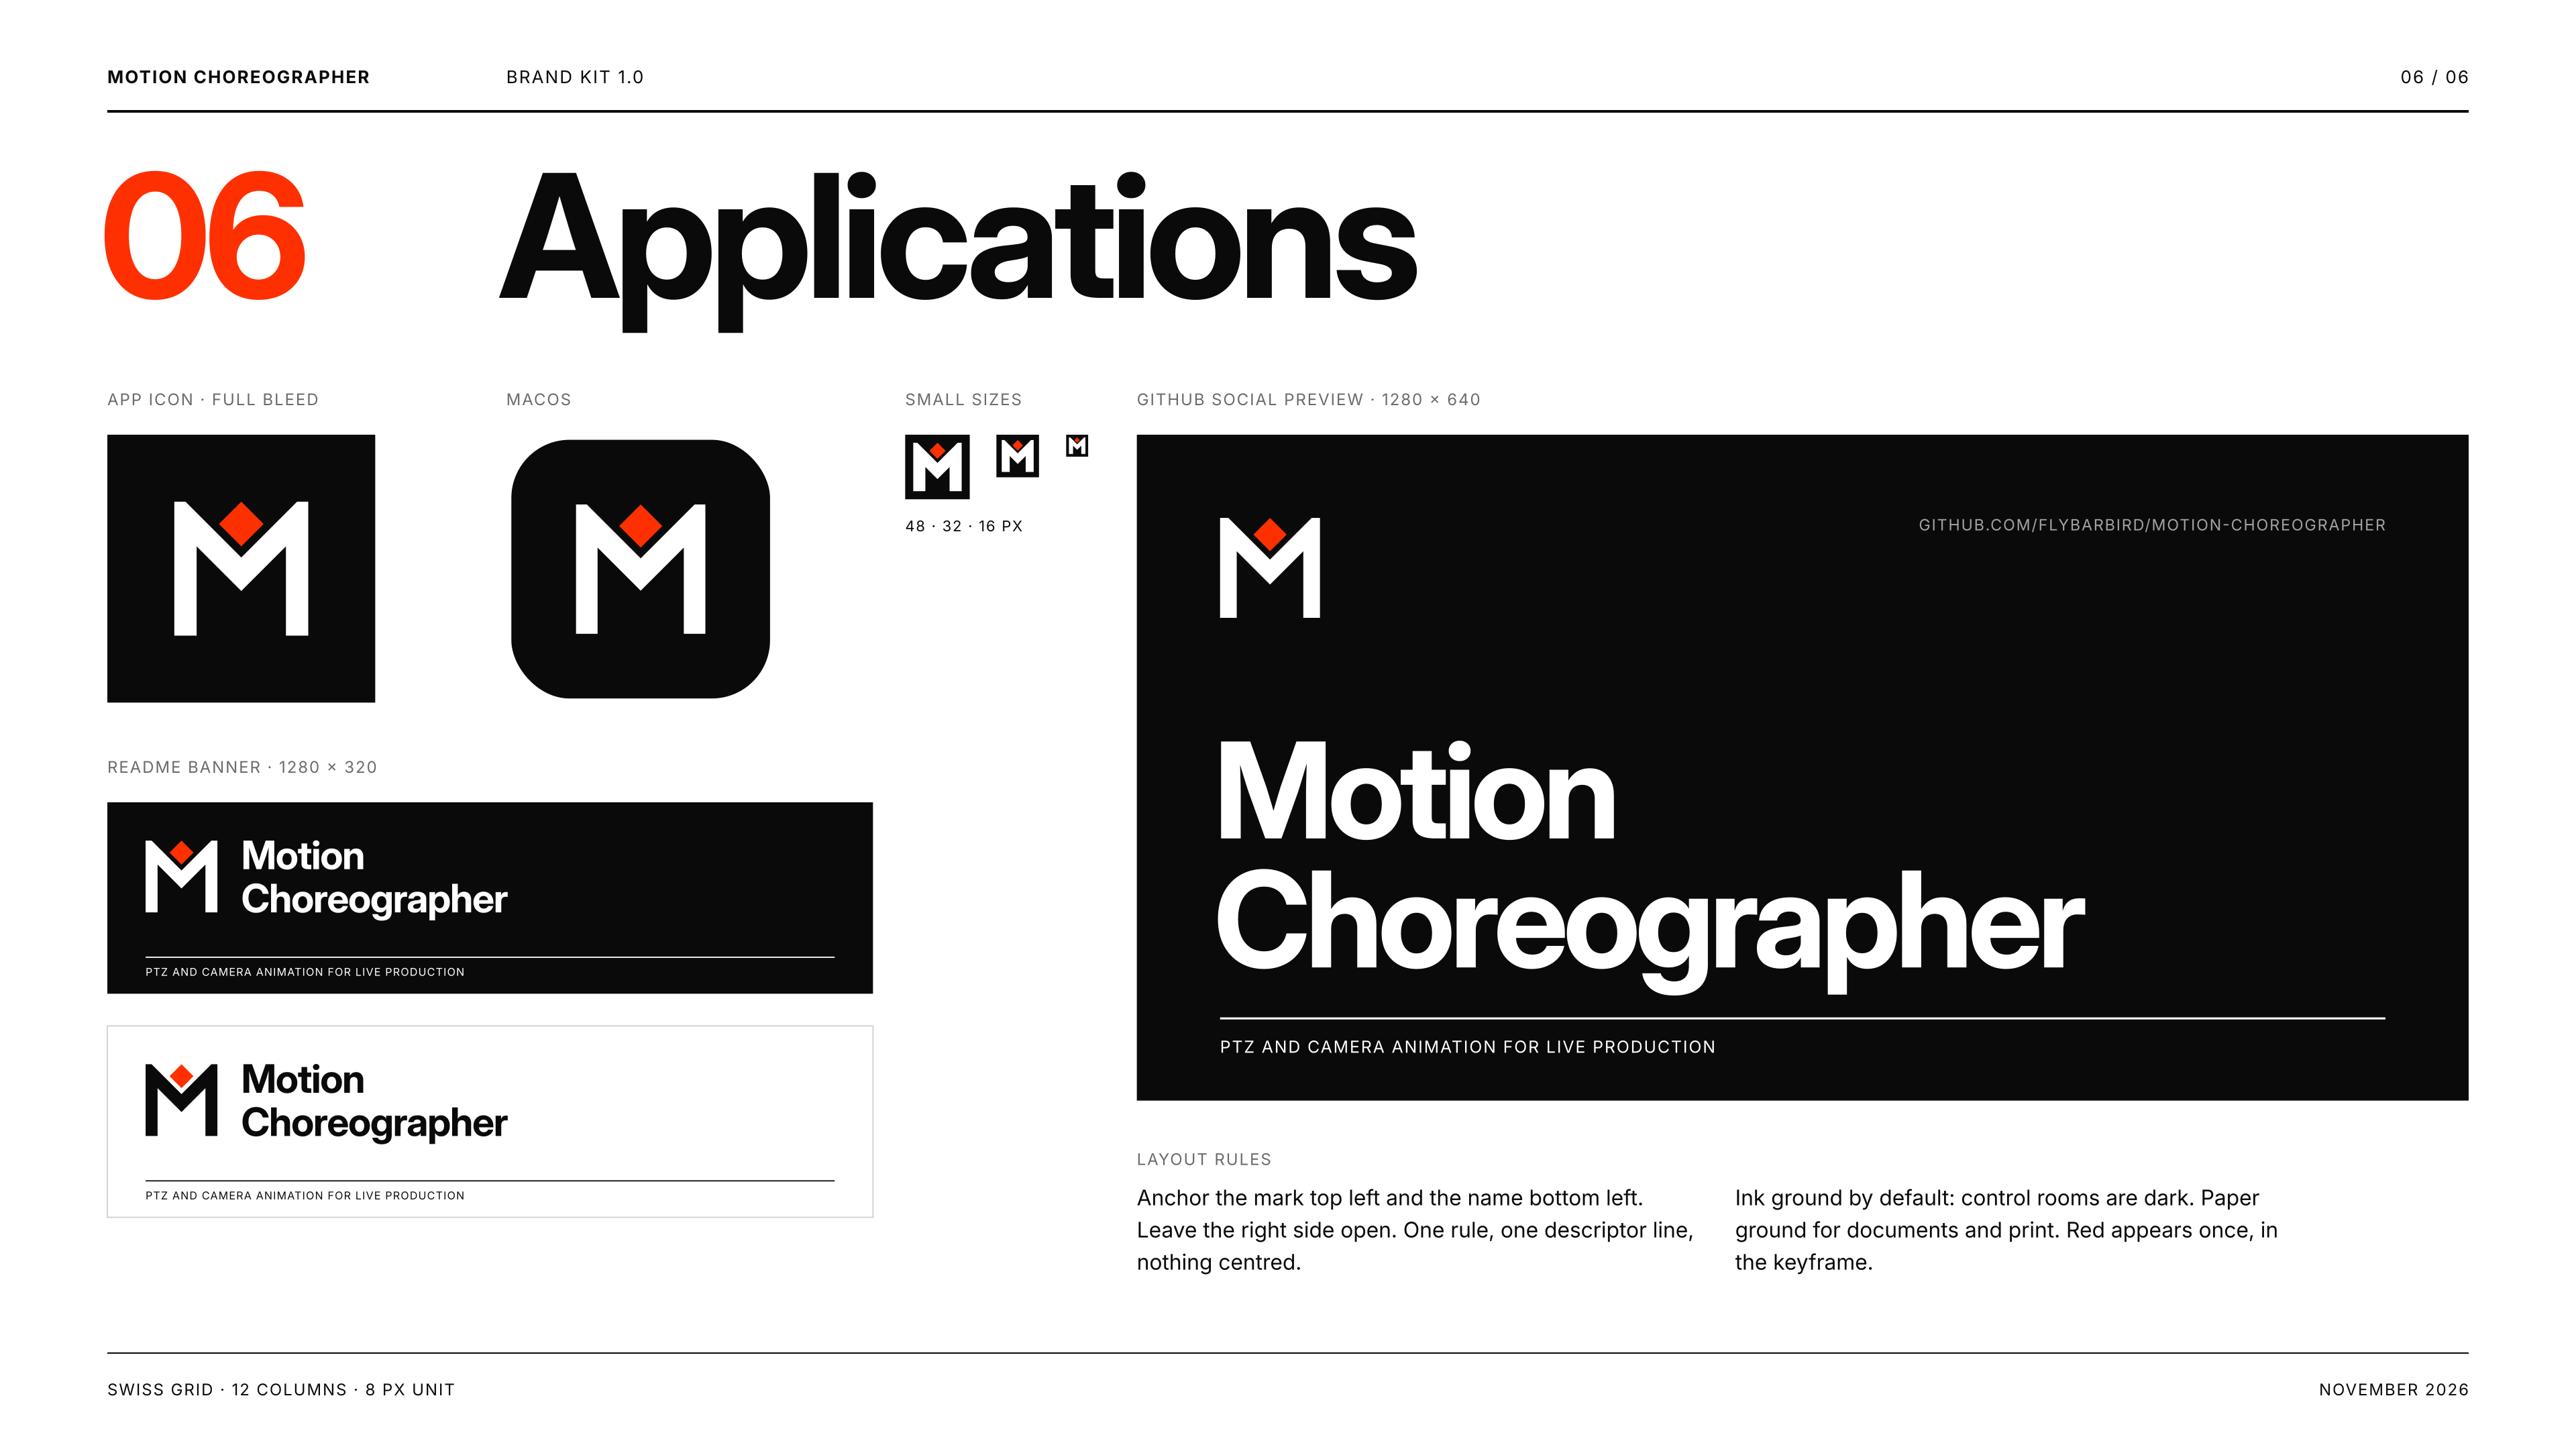 MOTION CHOREOGRAPHER
BRAND KIT 1.0
06 / 06
06
Applications
APP ICON · FULL BLEED
MACOS
SMALL SIZES
48 · 32 · 16 PX
GITHUB SOCIAL PREVIEW · 1280 × 640
GITHUB.COM/FLYBARBIRD/MOTION-CHOREOGRAPHER
Motion
Choreographer
PTZ AND CAMERA ANIMATION FOR LIVE PRODUCTION
README BANNER · 1280 × 320
Motion
Choreographer
PTZ AND CAMERA ANIMATION FOR LIVE PRODUCTION
Motion
Choreographer
PTZ AND CAMERA ANIMATION FOR LIVE PRODUCTION
LAYOUT RULES
Anchor the mark top left and the name bottom left.
Leave the right side open. One rule, one descriptor line,
nothing centred.
Ink ground by default: control rooms are dark. Paper
ground for documents and print. Red appears once, in
the keyframe.
SWISS GRID · 12 COLUMNS · 8 PX UNIT
NOVEMBER 2026